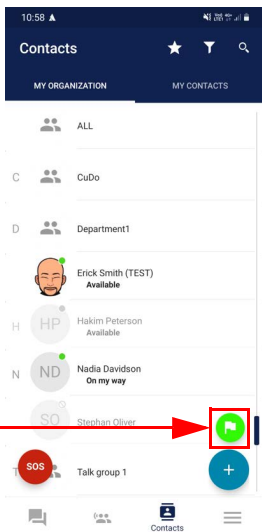 10:58
Contacts
MY ORGANIZATION
MY CONTACTS
ALL
C
CuDo
D
Department1
Erick Smith (TEST)
Available
H
HP
Hakim Peterson
Available
N
ND
Nadia Davidson
On my way
SO
Stephan Oliver
T
SOS
Talk group 1
+
Contacts